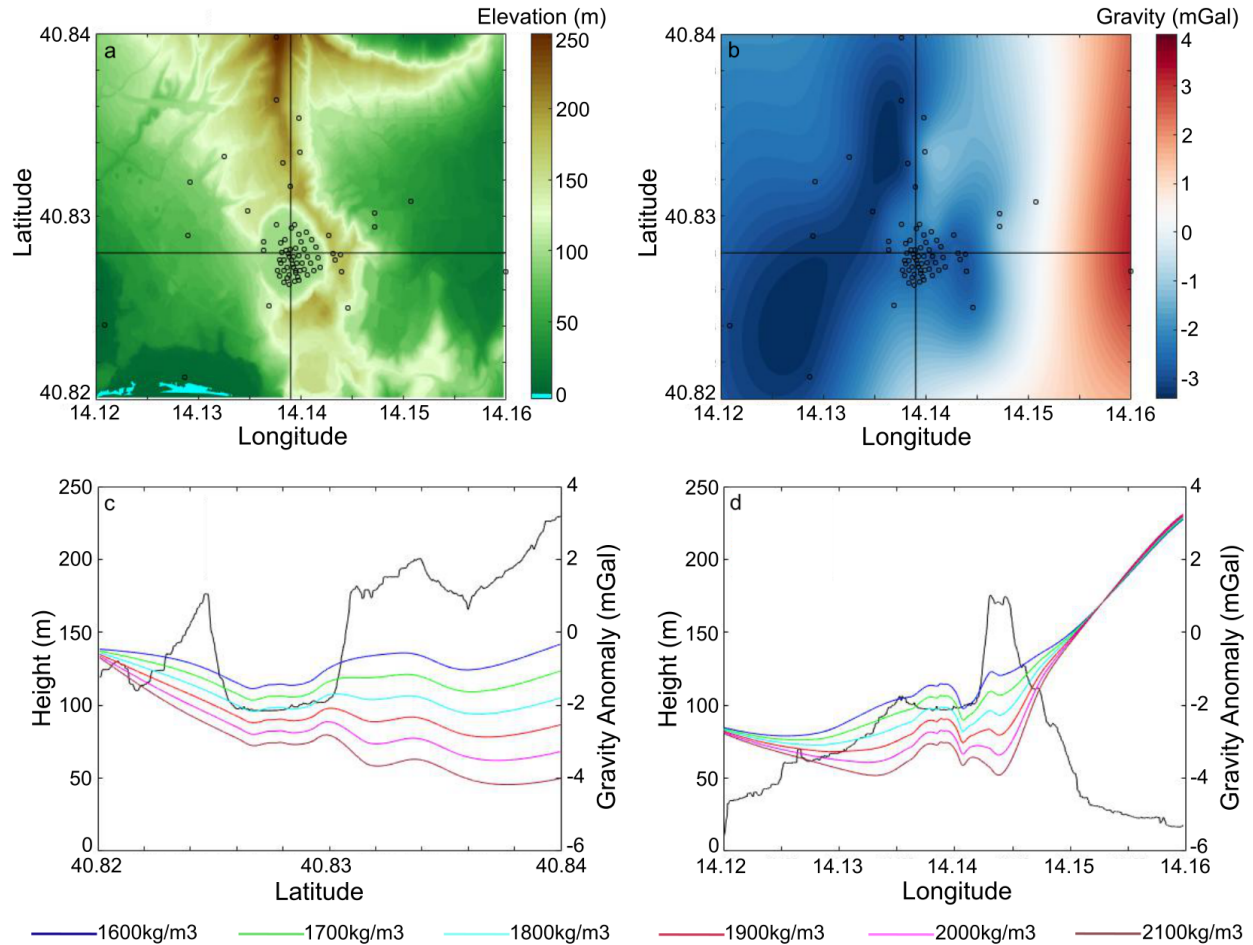 Elevation (m)
Gravity (mGal)
a
40.84
40.83
40.82
Latitude
14.12
14.13
14.14
14.15
14.16
Longitude
250
200
150
100
50
0
b
40.84
40.83
40.82
Latitude
14.12
14.13
14.14
14.15
14.16
Longitude
4
3
2
1
0
-1
-2
-3
c
250
200
150
100
50
0
Height (m)
40.82
40.83
40.84
Latitude
4
2
0
-2
-4
-6
Gravity Anomaly (mGal)
d
250
200
150
100
50
0
Height (m)
14.12
14.13
14.14
14.15
14.16
Longitude
4
2
0
-2
-4
-6
Gravity Anomaly (mGal)
1600kg/m3
1700kg/m3
1800kg/m3
1900kg/m3
2000kg/m3
2100kg/m3